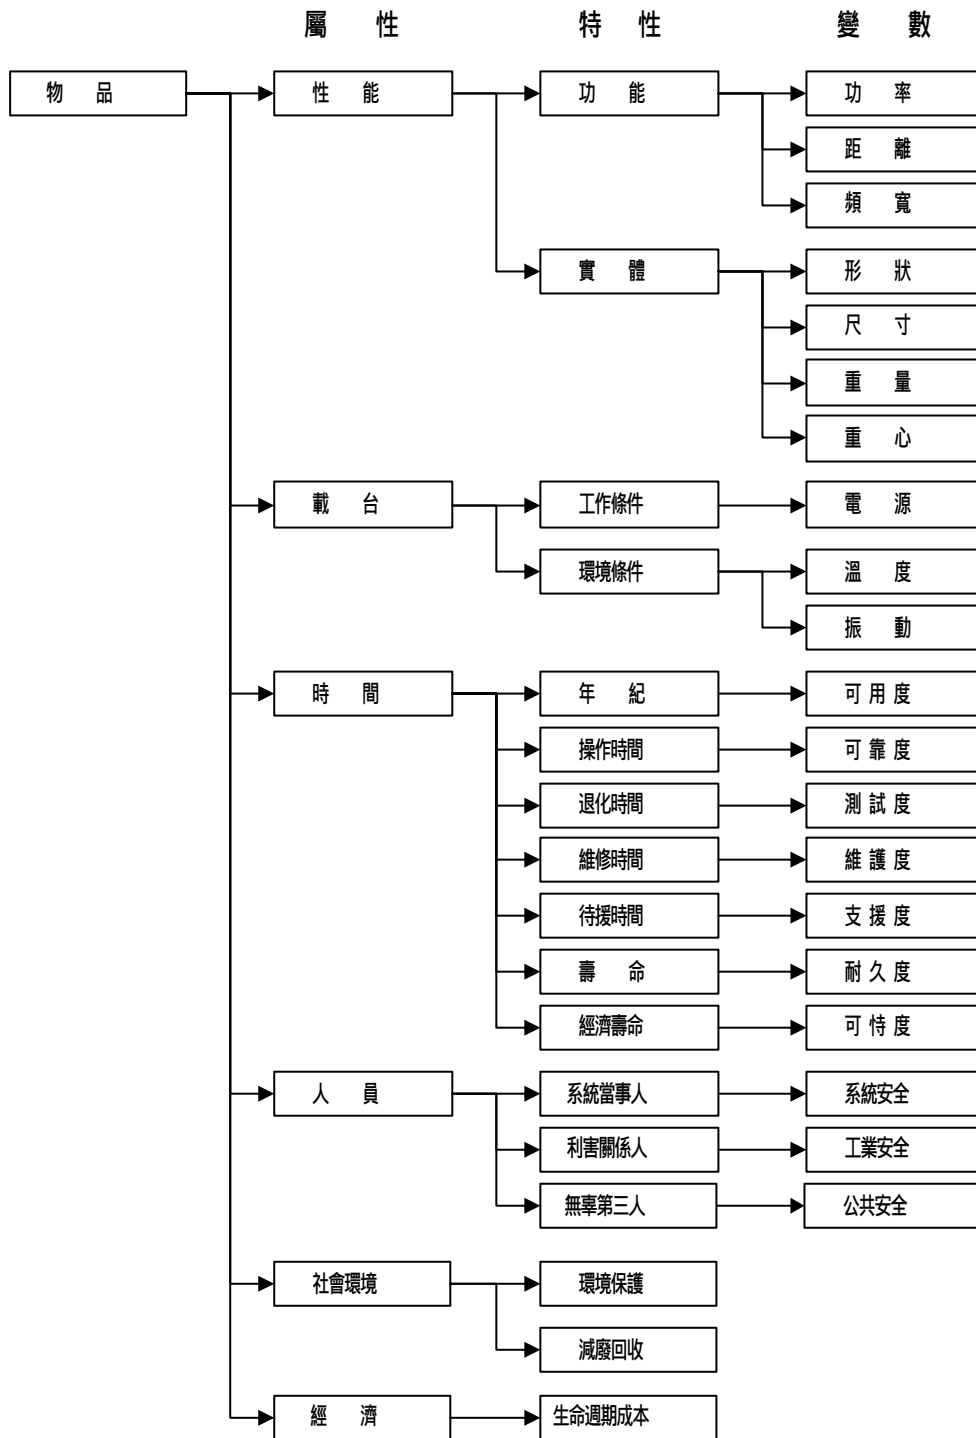 屬 性 特 性 變 數
物 品 性 能 功 能 功 率
距 離
頻 寬
實 體 形 狀
尺 寸
重 量
重 心
載 台 工作條件 電 源
環境條件 溫 度
振 動
時 間 年 紀 可 用 度
操作時間 可 靠 度
退化時間 測 試 度
維修時間 維 護 度
待援時間 支 援 度
壽 命 耐 久 度
經濟壽命 可 恃 度
人 員 系統當事人 系統安全
利害關係人 工業安全
無辜第三人 公共安全
社會環境 環境保護
減廢回收
經 濟 生命週期成本